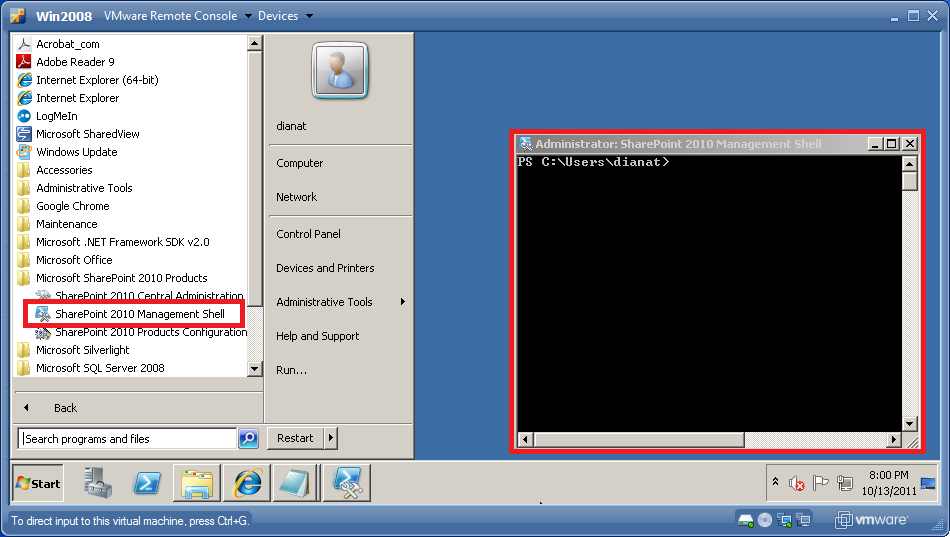 Win2008 VMware Remote Console Devices
Acrobat_com
Adobe Reader 9
Internet Explorer (64-bit)
Internet Explorer
LogMeIn
Microsoft SharedView
Windows Update
Accessories
Administrative Tools
Google Chrome
Maintenance
Microsoft .NET Framework SDK v2.0
Microsoft Office
Microsoft SharePoint 2010 Products
SharePoint 2010 Central Administration
SharePoint 2010 Management Shell
SharePoint 2010 Products Configuration
Microsoft Silverlight
Microsoft SQL Server 2008
Back
Search programs and files
dianat
Computer
Network
Control Panel
Devices and Printers
Administrative Tools
Help and Support
Run...
Restart
Administrator: SharePoint 2010 Management Shell
PS C:\Users\dianat>
Start
8:00 PM
10/13/2011
To direct input to this virtual machine, press Ctrl+G.
vmware